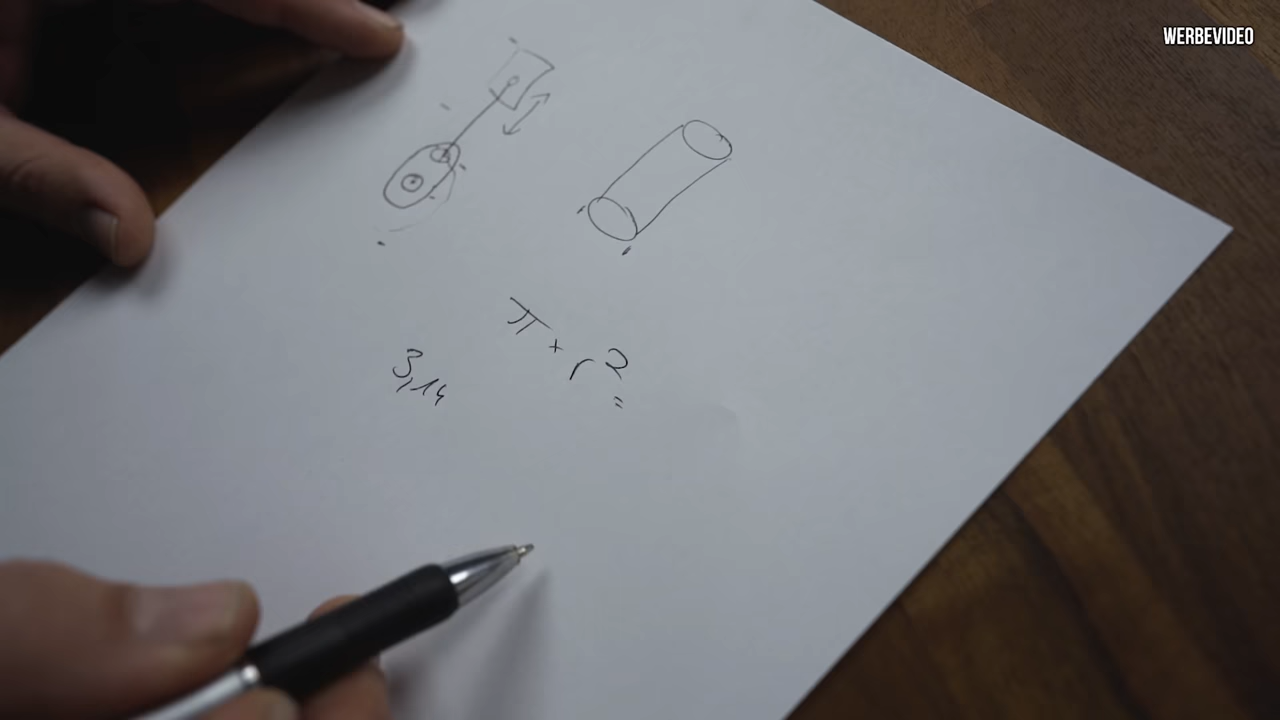 WERBEVIDEO
π × r²
=
3,14